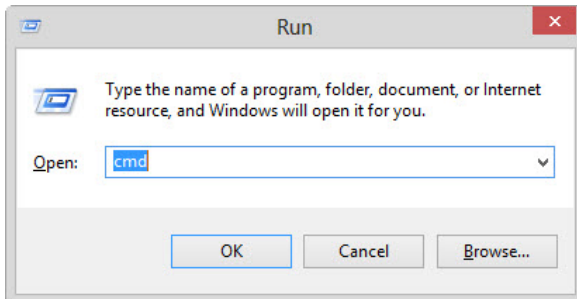 Run
Type the name of a program, folder, document, or Internet
resource, and Windows will open it for you.
Open: cmd
OK Cancel Browse...